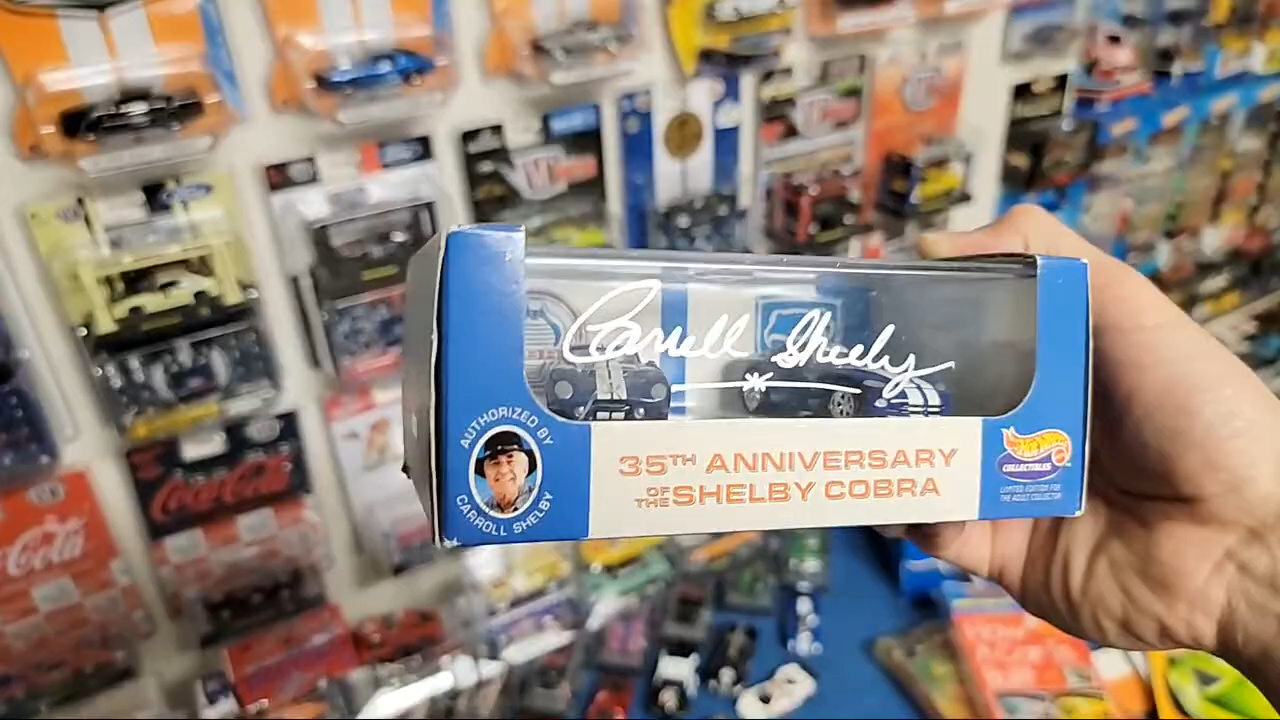 Carroll Shelby
AUTHORIZED BY
CARROLL SHELBY
35TH ANNIVERSARY
OF THE SHELBY COBRA
HOT WHEELS
COLLECTIBLES
LIMITED EDITION FOR
THE ADULT COLLECTOR
Coca-Cola
Cola
Ford